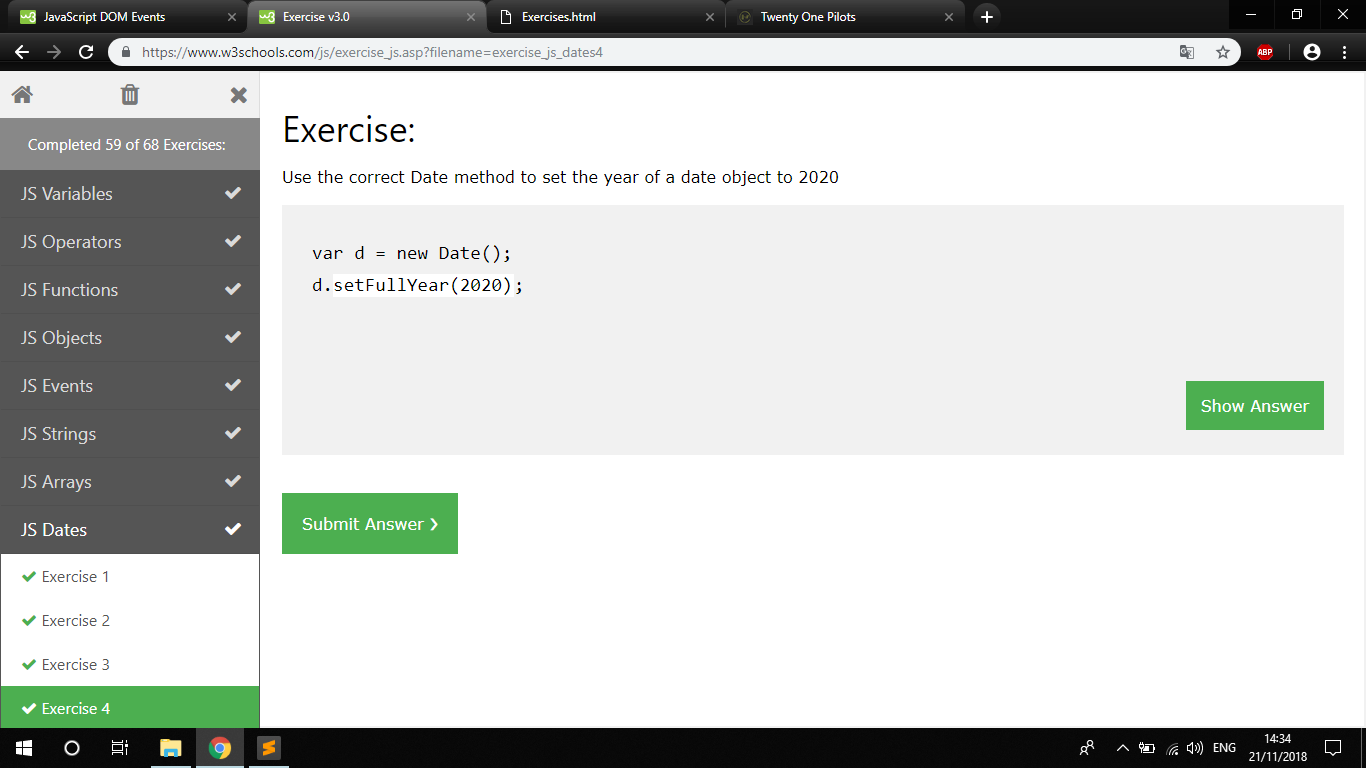 JavaScript DOM Events
Exercise v3.0
Exercises.html
Twenty One Pilots
https://www.w3schools.com/js/exercise_js.asp?filename=exercise_js_dates4
ABP
Completed 59 of 68 Exercises:
JS Variables
JS Operators
JS Functions
JS Objects
JS Events
JS Strings
JS Arrays
JS Dates
Exercise 1
Exercise 2
Exercise 3
Exercise 4
Exercise:
Use the correct Date method to set the year of a date object to 2020
var d = new Date();
d.setFullYear(2020);
Show Answer
Submit Answer ❯
ENG
14:34
21/11/2018